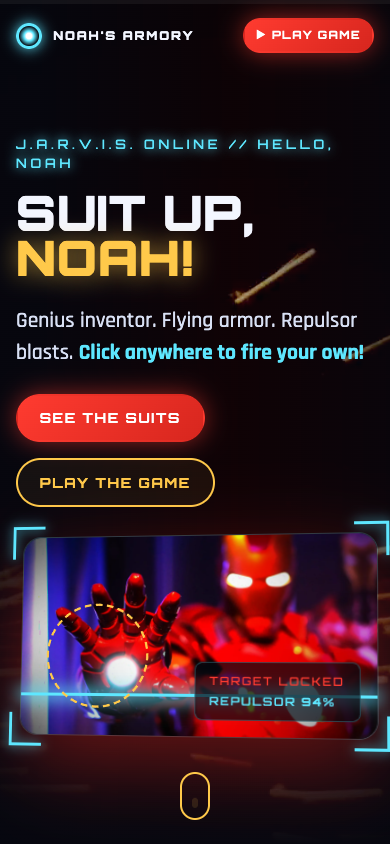 NOAH'S ARMORY
PLAY GAME
J.A.R.V.I.S. ONLINE // HELLO,
NOAH
SUIT UP,
NOAH!
Genius inventor. Flying armor. Repulsor
blasts. Click anywhere to fire your own!
SEE THE SUITS
PLAY THE GAME
TARGET LOCKED
REPULSOR 94%